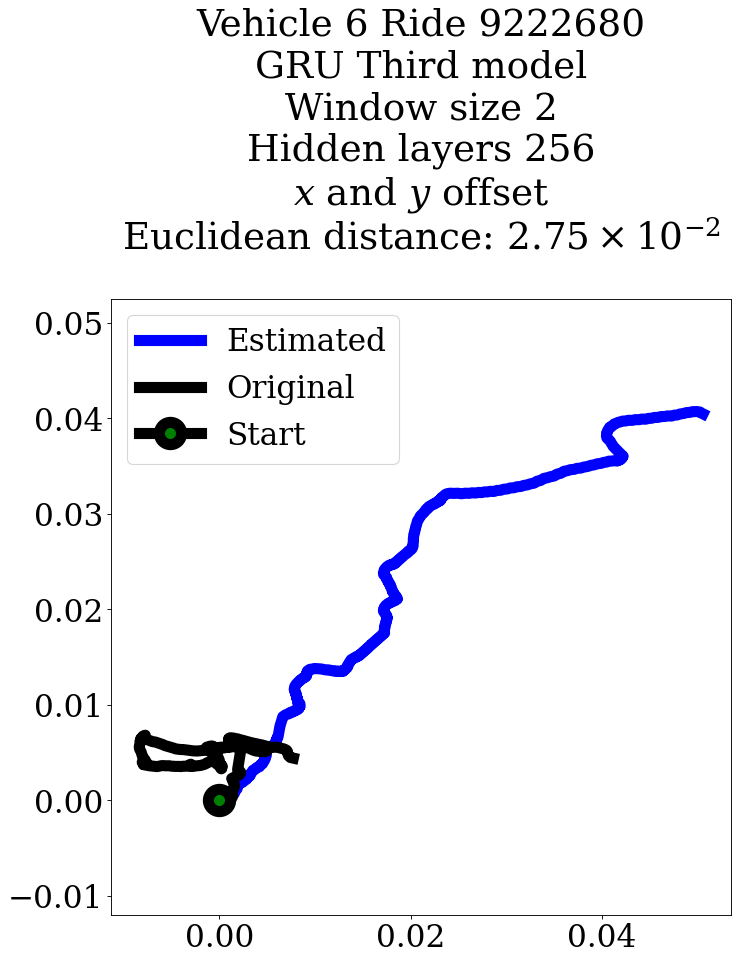 Vehicle 6 Ride 9222680
GRU Third model
Window size 2
Hidden layers 256
x and y offset
Euclidean distance: 2.75 × 10⁻²
Estimated
Original
Start
0.05
0.04
0.03
0.02
0.01
0.00
−0.01
0.00 0.02 0.04